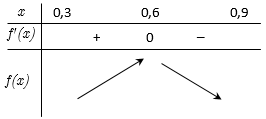 x 0,3 0,6 0,9
f'(x) + 0 −
f(x)